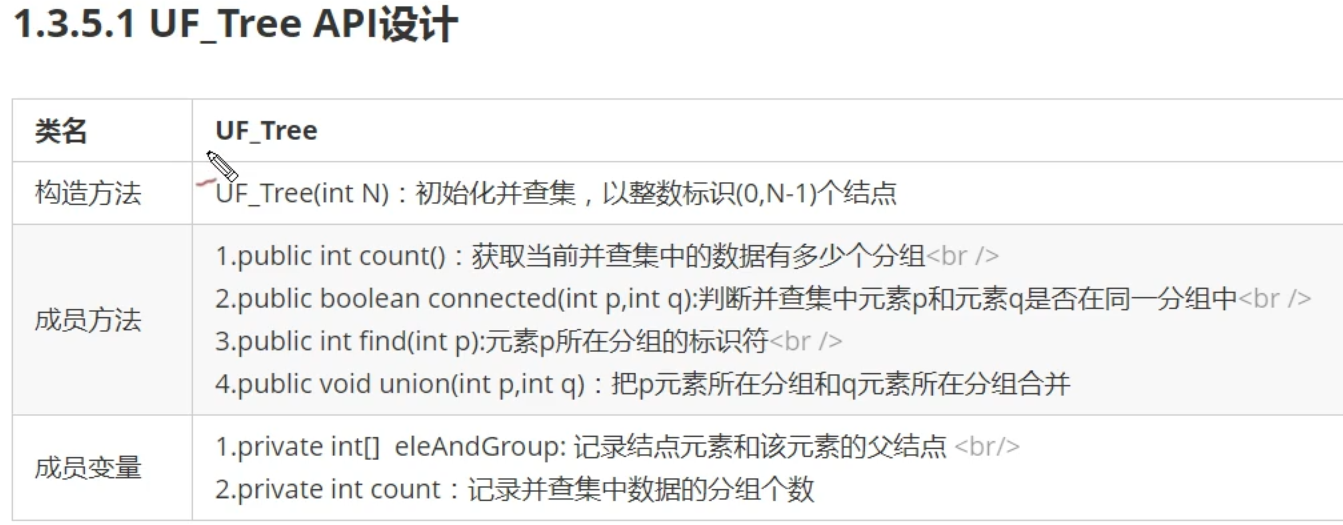 1.3.5.1 UF_Tree API设计
类名 UF_Tree
构造方法 UF_Tree(int N)：初始化并查集，以整数标识(0,N-1)个结点
成员方法
1.public int count()：获取当前并查集中的数据有多少个分组<br />
2.public boolean connected(int p,int q):判断并查集中元素p和元素q是否在同一分组中<br />
3.public int find(int p):元素p所在分组的标识符<br />
4.public void union(int p,int q)：把p元素所在分组和q元素所在分组合并
成员变量
1.private int[]  eleAndGroup: 记录结点元素和该元素的父结点 <br/>
2.private int count：记录并查集中数据的分组个数